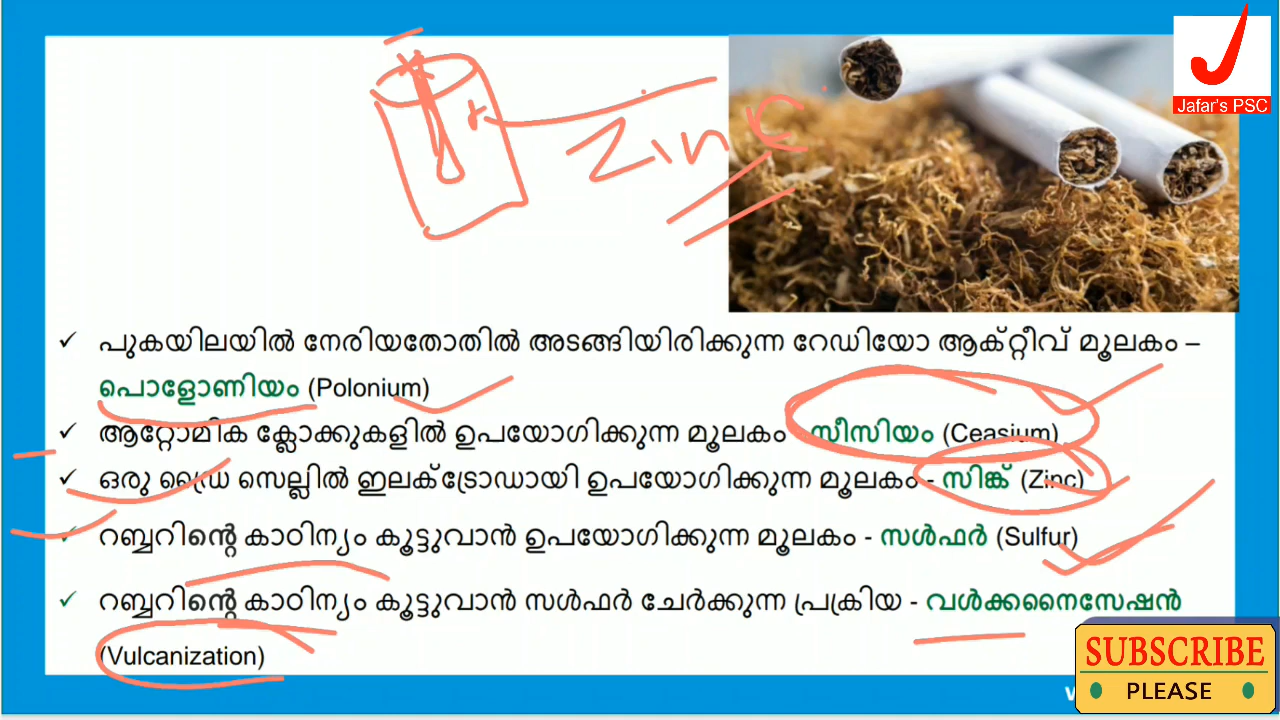 Jafar's PSC
Zinc
✓ പുകയിലയിൽ നേരിയതോതിൽ അടങ്ങിയിരിക്കുന്ന റേഡിയോ ആക്റ്റീവ് മൂലകം –
പൊളോണിയം (Polonium)
✓ ആറ്റോമിക ക്ലോക്കുകളിൽ ഉപയോഗിക്കുന്ന മൂലകം - സീസിയം (Ceasium)
✓ ഒരു ഡ്രൈ സെല്ലിൽ ഇലക്ട്രോഡായി ഉപയോഗിക്കുന്ന മൂലകം - സിങ്ക് (Zinc)
✓ റബ്ബറിന്റെ കാഠിന്യം കൂട്ടുവാൻ ഉപയോഗിക്കുന്ന മൂലകം - സൾഫർ (Sulfur)
✓ റബ്ബറിന്റെ കാഠിന്യം കൂട്ടുവാൻ സൾഫർ ചേർക്കുന്ന പ്രക്രിയ - വൾക്കനൈസേഷൻ
(Vulcanization)
SUBSCRIBE
PLEASE